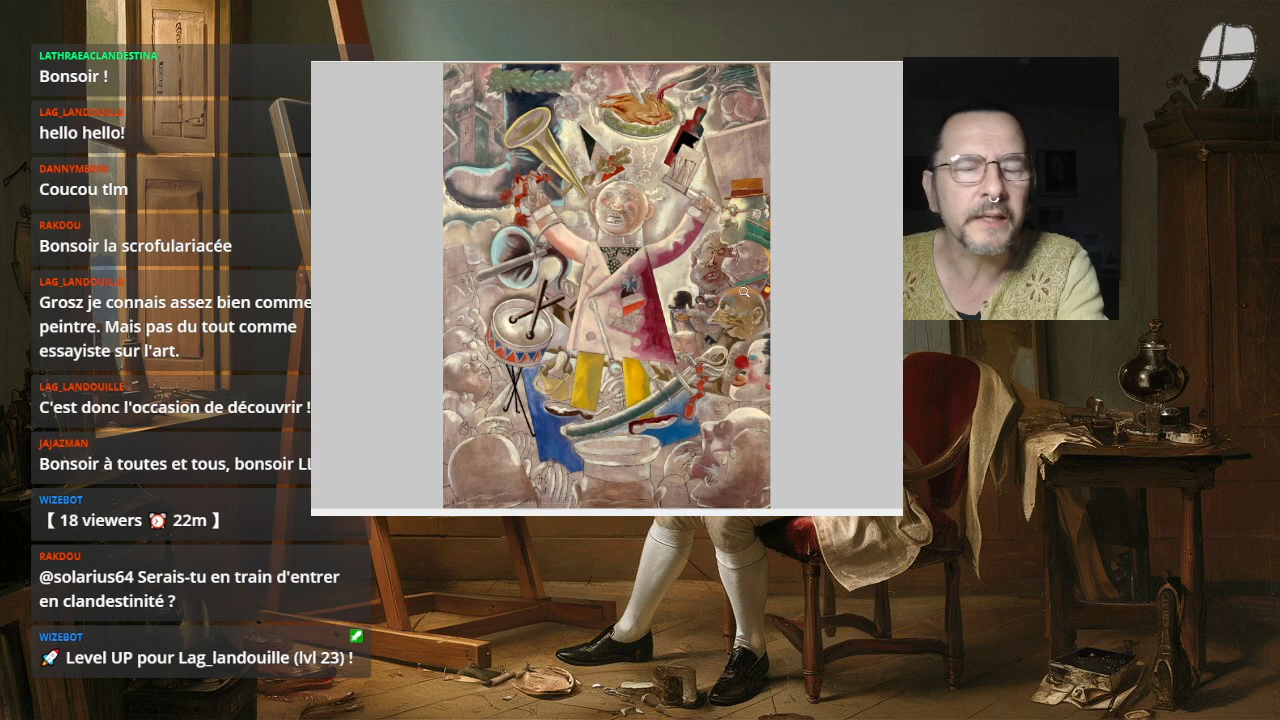 LATHRAEACLANDESTINA
Bonsoir !
LAG_LANDOUILLE
hello hello!
Coucou tlm
RAKDOU
Bonsoir la scrofulariacée
LAG_LANDOUILLE
Grosz je connais assez bien comme
peintre. Mais pas du tout comme
essayiste sur l'art.
LAG_LANDOUILLE
C'est donc l'occasion de découvrir !
JAJAZMAN
Bonsoir à toutes et tous, bonsoir
WIZEBOT
【 18 viewers ⏰ 22m 】
RAKDOU
@solarius64 Serais-tu en train d'entrer
en clandestinité ?
WIZEBOT
🚀 Level UP pour Lag_landouille (lvl 23) !